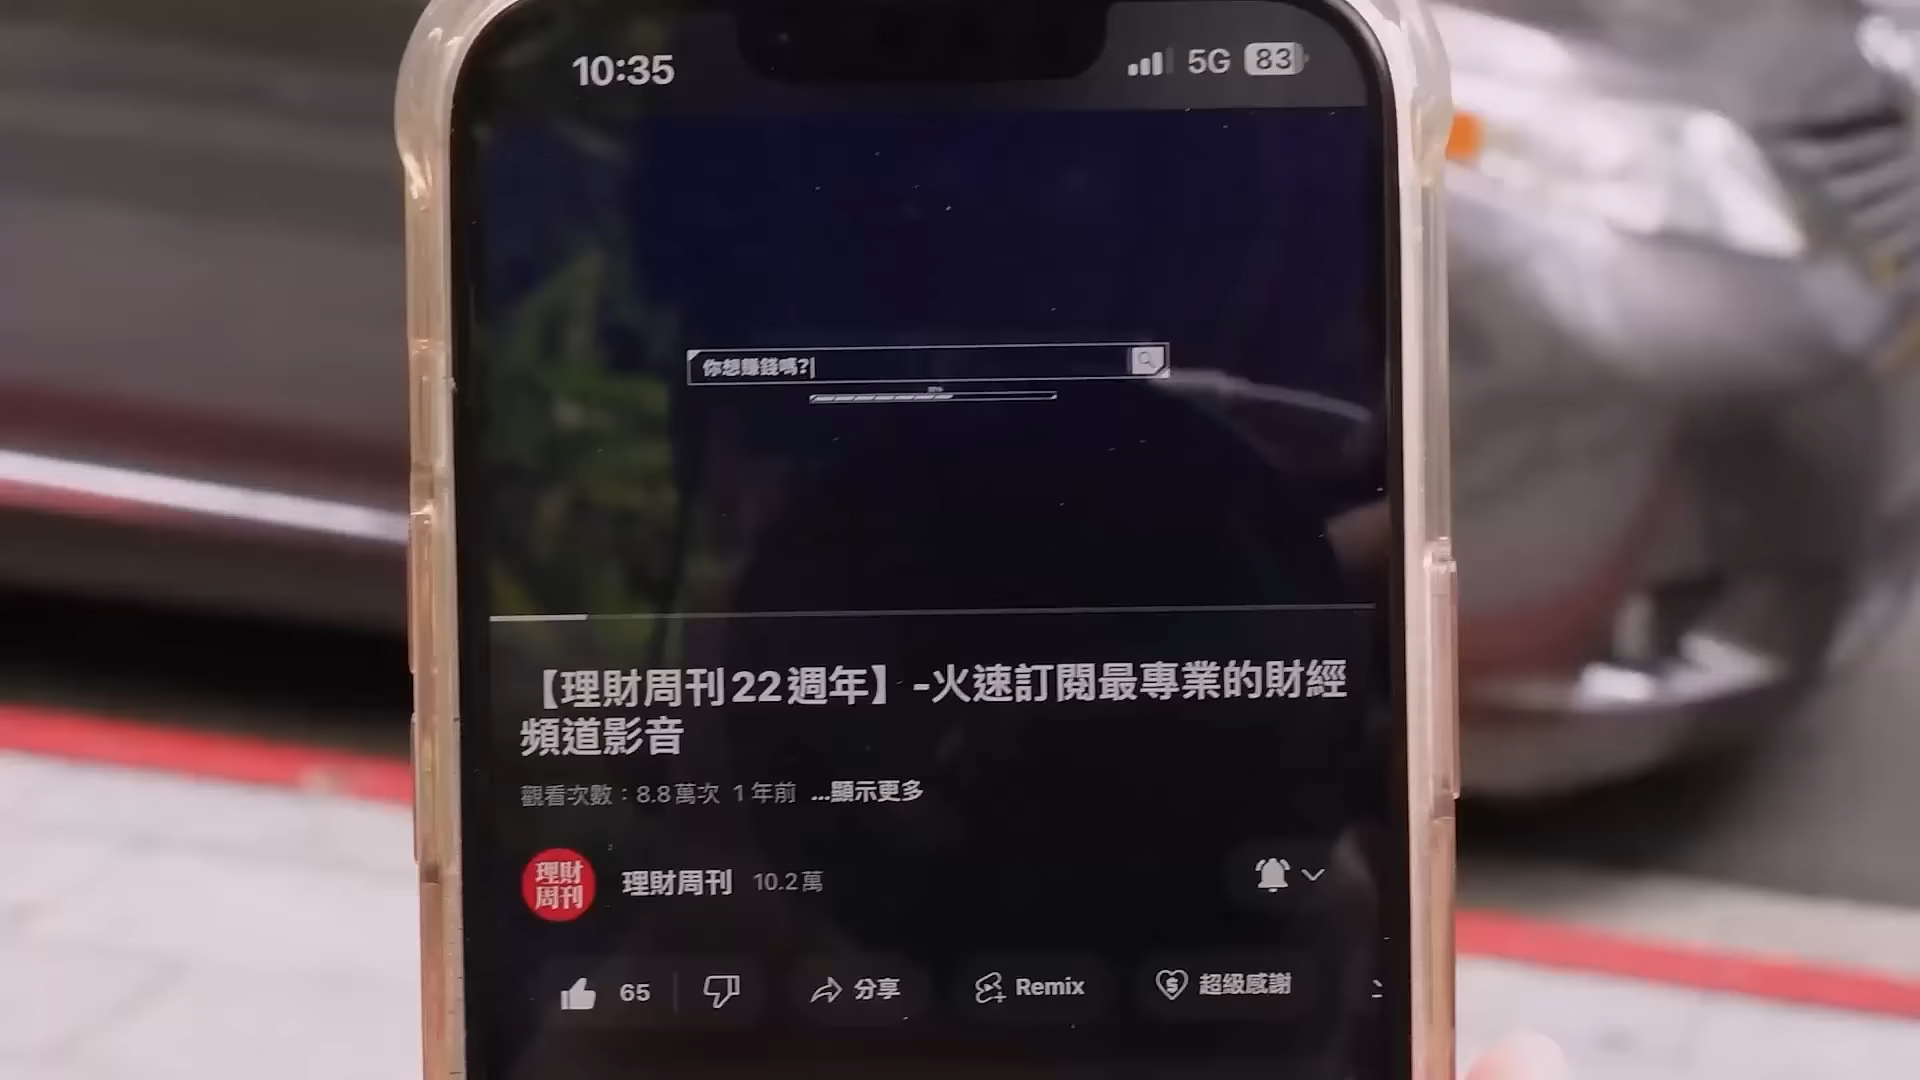 10:35
5G 83
你想賺錢嗎?
【理財周刊22週年】-火速訂閱最專業的財經
頻道影音
觀看次數：8.8萬次 1年前 ...顯示更多
理財
周刊
理財周刊 10.2萬
65 分享 Remix 超級感謝